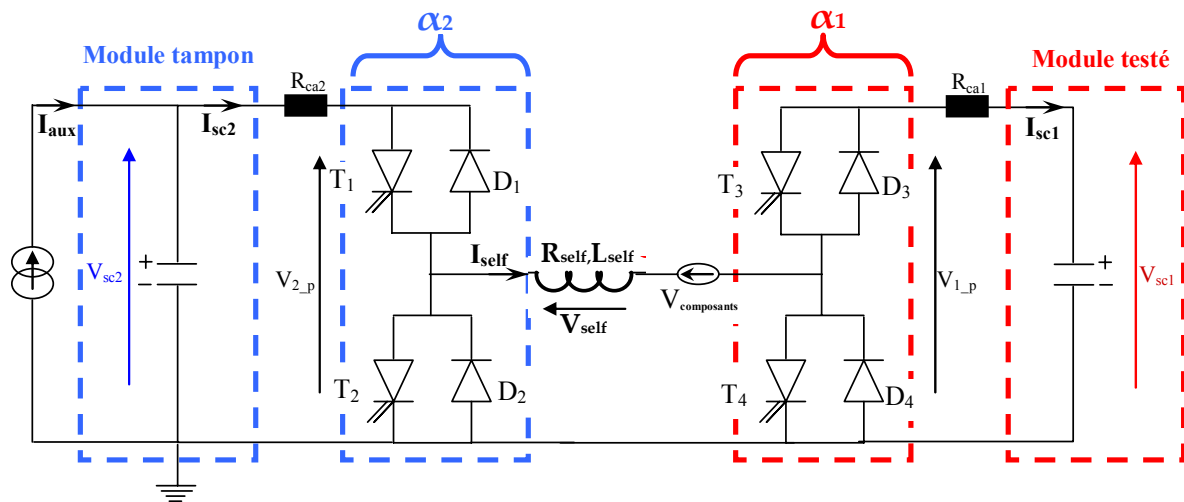 α2
α1
Module tampon
Module testé
Rca2
Rca1
Iaux
Isc2
Isc1
T1
D1
T3
D3
Iself
Rself,Lself
Vsc2
+
−
V2_p
Vself
Vcomposants
V1_p
+
−
Vsc1
T2
D2
T4
D4